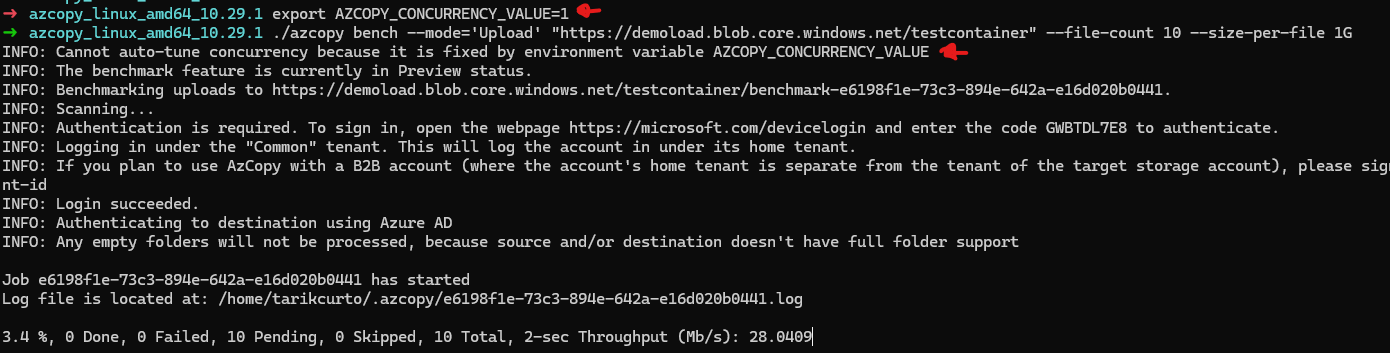 → azcopy_linux_amd64_10.29.1 export AZCOPY_CONCURRENCY_VALUE=1
→ azcopy_linux_amd64_10.29.1 ./azcopy bench --mode='Upload' "https://demoload.blob.core.windows.net/testcontainer" --file-count 10 --size-per-file 1G
INFO: Cannot auto-tune concurrency because it is fixed by environment variable AZCOPY_CONCURRENCY_VALUE
INFO: The benchmark feature is currently in Preview status.
INFO: Benchmarking uploads to https://demoload.blob.core.windows.net/testcontainer/benchmark-e6198f1e-73c3-894e-642a-e16d020b0441.
INFO: Scanning...
INFO: Authentication is required. To sign in, open the webpage https://microsoft.com/devicelogin and enter the code GWBTDL7E8 to authenticate.
INFO: Logging in under the "Common" tenant. This will log the account in under its home tenant.
INFO: If you plan to use AzCopy with a B2B account (where the account's home tenant is separate from the tenant of the target storage account), please sig
nt-id
INFO: Login succeeded.
INFO: Authenticating to destination using Azure AD
INFO: Any empty folders will not be processed, because source and/or destination doesn't have full folder support
Job e6198f1e-73c3-894e-642a-e16d020b0441 has started
Log file is located at: /home/tarikcurto/.azcopy/e6198f1e-73c3-894e-642a-e16d020b0441.log
3.4 %, 0 Done, 0 Failed, 10 Pending, 0 Skipped, 10 Total, 2-sec Throughput (Mb/s): 28.0409